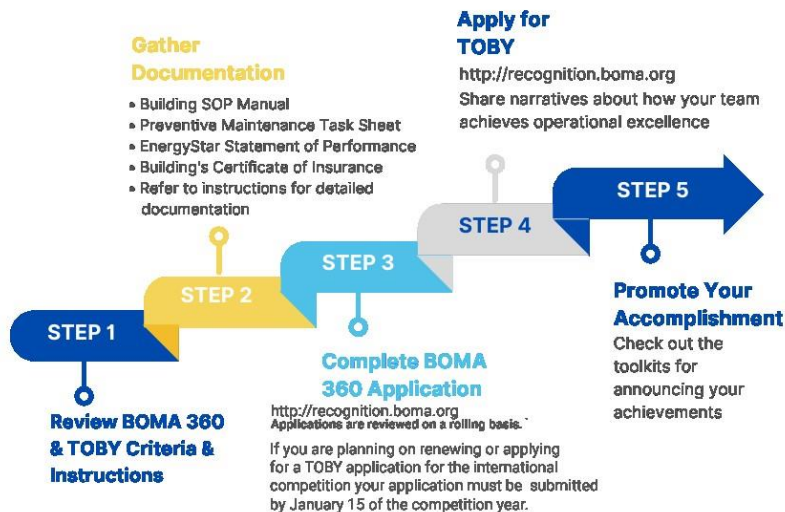 STEP 1
Review BOMA 360
& TOBY Criteria &
Instructions
Gather
Documentation
• Building SOP Manual
• Preventive Maintenance Task Sheet
• EnergyStar Statement of Performance
• Building's Certificate of Insurance
• Refer to instructions for detailed
documentation
STEP 2
STEP 3
Complete BOMA
360 Application
http://recognition.boma.org
Applications are reviewed on a rolling basis.
If you are planning on renewing or applying
for a TOBY application for the international
competition your application must be submitted
by January 15 of the competition year.
Apply for
TOBY
http://recognition.boma.org
Share narratives about how your team
achieves operational excellence
STEP 4
STEP 5
Promote Your
Accomplishment
Check out the
toolkits for
announcing your
achievements